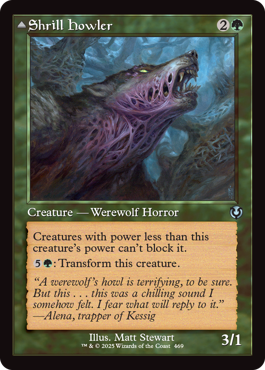 Shrill Howler 2
Creature — Werewolf Horror
Creatures with power less than this
creature's power can't block it.
5: Transform this creature.
"A werewolf's howl is terrifying, to be sure.
But this . . . this was a chilling sound I
somehow felt. I fear what will reply to it."
—Alena, tracker of Kessig
Illus. Matt Stewart
™ & © 2025 Wizards of the Coast 469
3/1